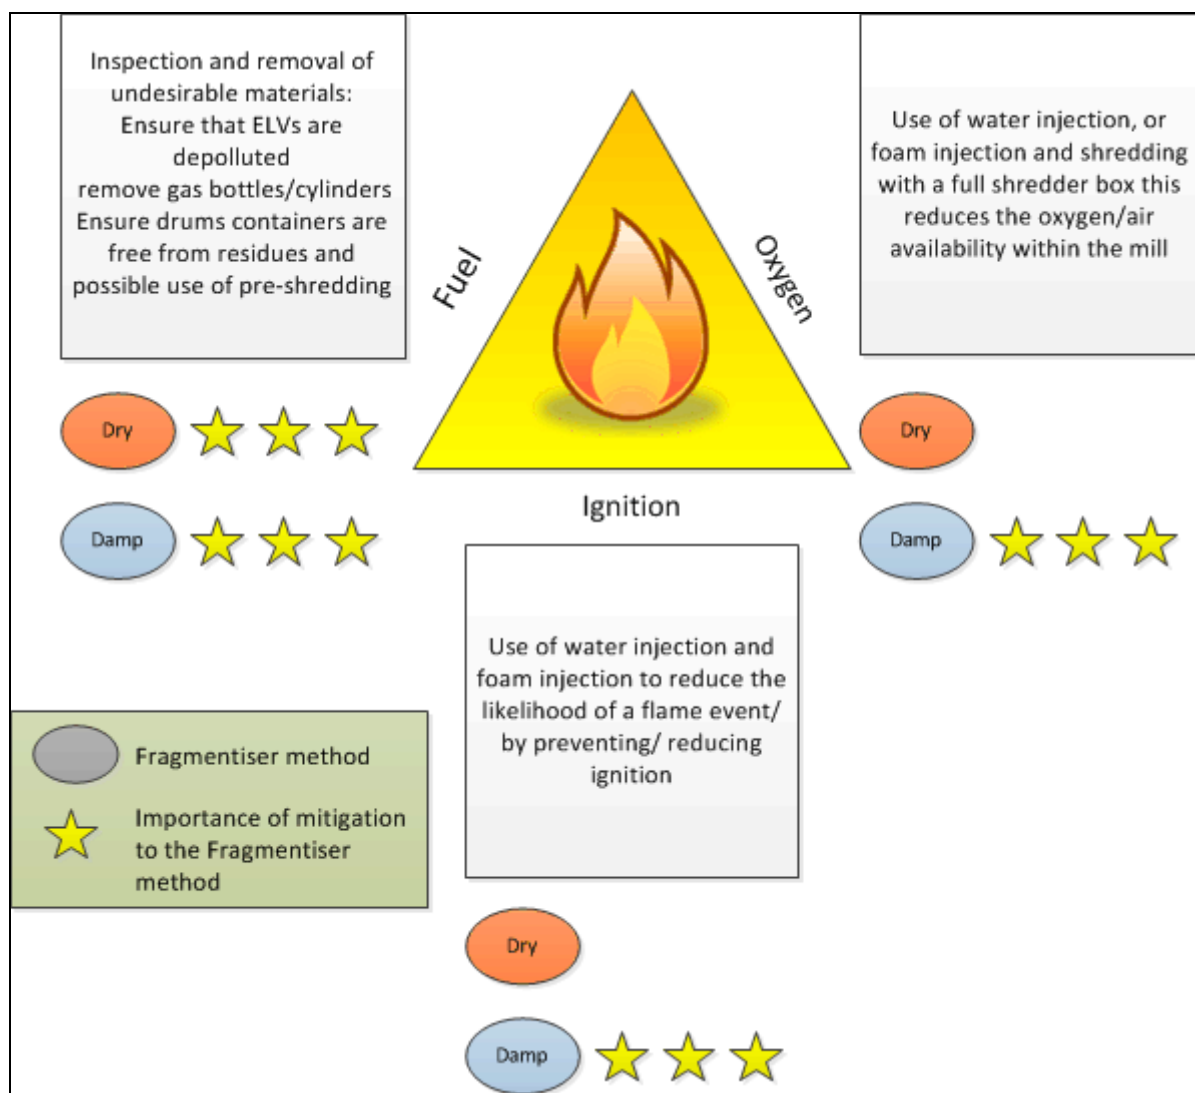 Inspection and removal of
undesirable materials:
Ensure that ELVs are
depolluted
remove gas bottles/cylinders
Ensure drums containers are
free from residues and
possible use of pre-shredding
Fuel
Oxygen
Use of water injection, or
foam injection and shredding
with a full shredder box this
reduces the oxygen/air
availability within the mill
Dry
Damp
Dry
Damp
Ignition
Use of water injection and
foam injection to reduce the
likelihood of a flame event/
by preventing/ reducing
ignition
Dry
Damp
Fragmentiser method
Importance of mitigation
to the Fragmentiser
method